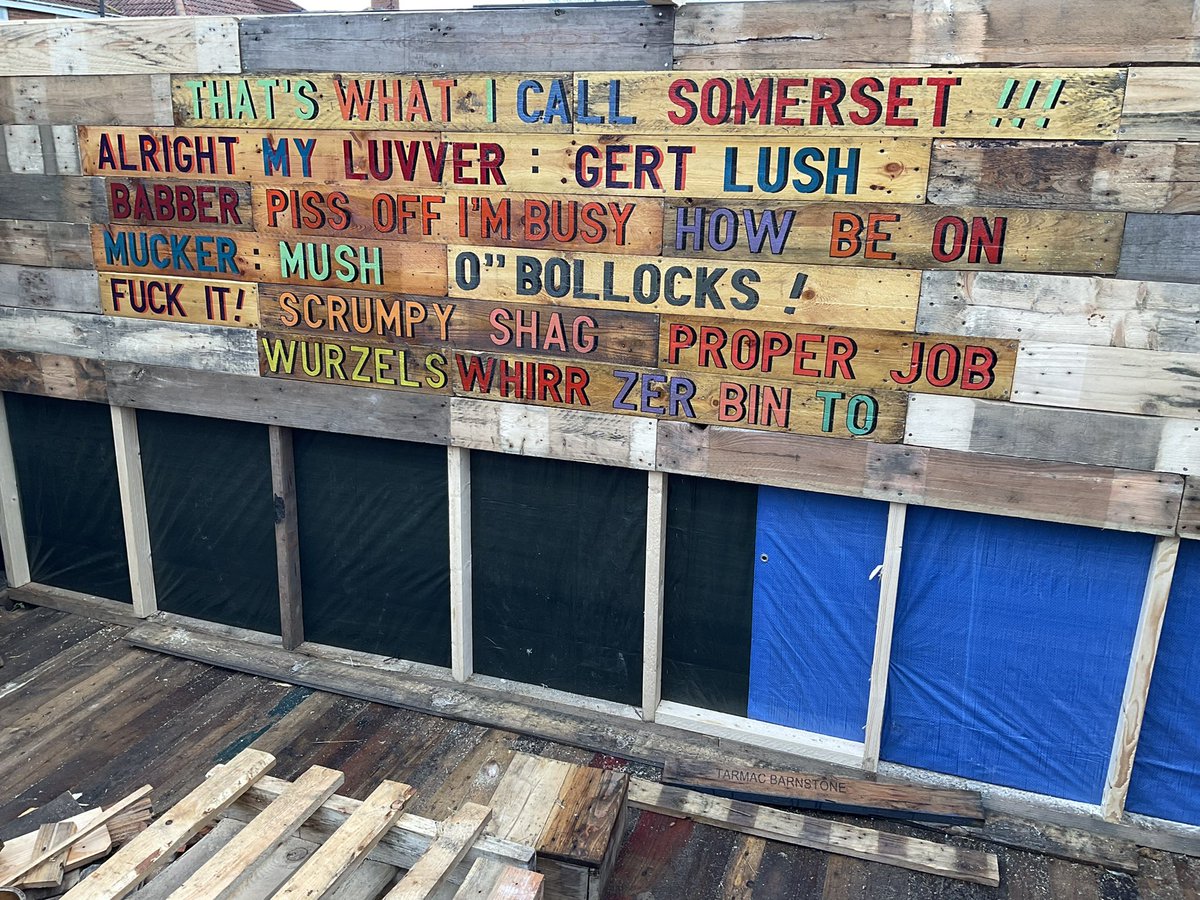 THAT'S WHAT I CALL SOMERSET !!!
ALRIGHT MY LUVVER : GERT LUSH
BABBER PISS OFF I'M BUSY HOW BE ON
MUCKER : MUSH O" BOLLOCKS !
FUCK IT! SCRUMPY SHAG PROPER JOB
WURZELS WHIRR ZER BIN TO
TARMAC BARNSTONE